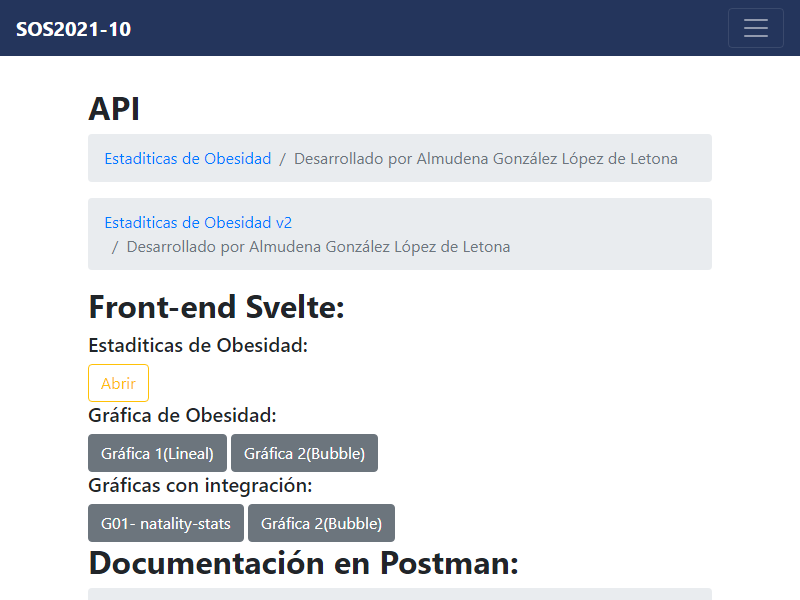 SOS2021-10
API
Estaditicas de Obesidad / Desarrollado por Almudena González López de Letona
Estaditicas de Obesidad v2
/ Desarrollado por Almudena González López de Letona
Front-end Svelte:
Estaditicas de Obesidad:
Abrir
Gráfica de Obesidad:
Gráfica 1(Lineal) Gráfica 2(Bubble)
Gráficas con integración:
G01- natality-stats Gráfica 2(Bubble)
Documentación en Postman: